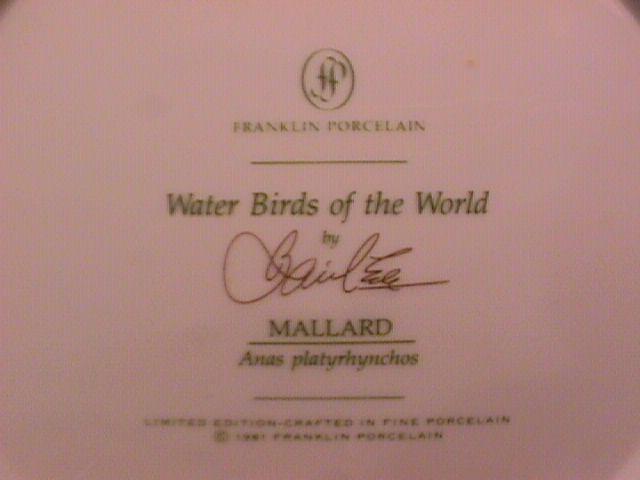 FRANKLIN PORCELAIN
Water Birds of the World
by
MALLARD
Anas platyrhynchos
LIMITED EDITION-CRAFTED IN FINE PORCELAIN
© 1981 FRANKLIN PORCELAIN